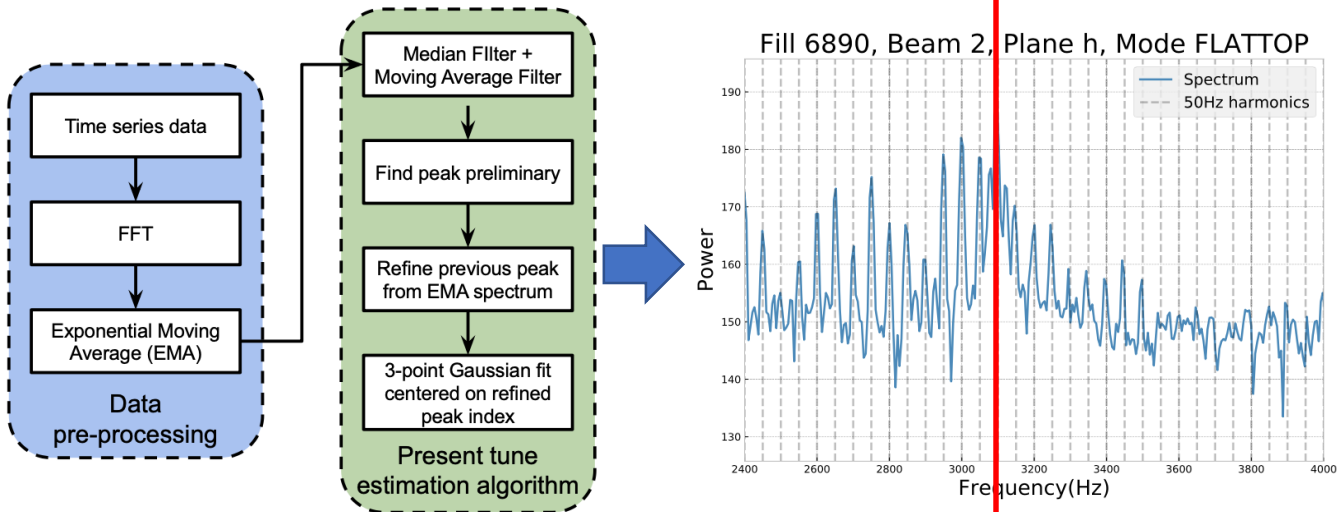 Time series data
FFT
Exponential Moving
Average (EMA)
Data
pre-processing
Median FIlter +
Moving Average Filter
Find peak preliminary
Refine previous peak
from EMA spectrum
3-point Gaussian fit
centered on refined
peak index
Present tune
estimation algorithm
Fill 6890, Beam 2, Plane h, Mode FLATTOP
Spectrum
50Hz harmonics
Power
190
180
170
160
150
140
130
2400
2600
2800
3000
3200
3400
3600
3800
4000
Frequency(Hz)